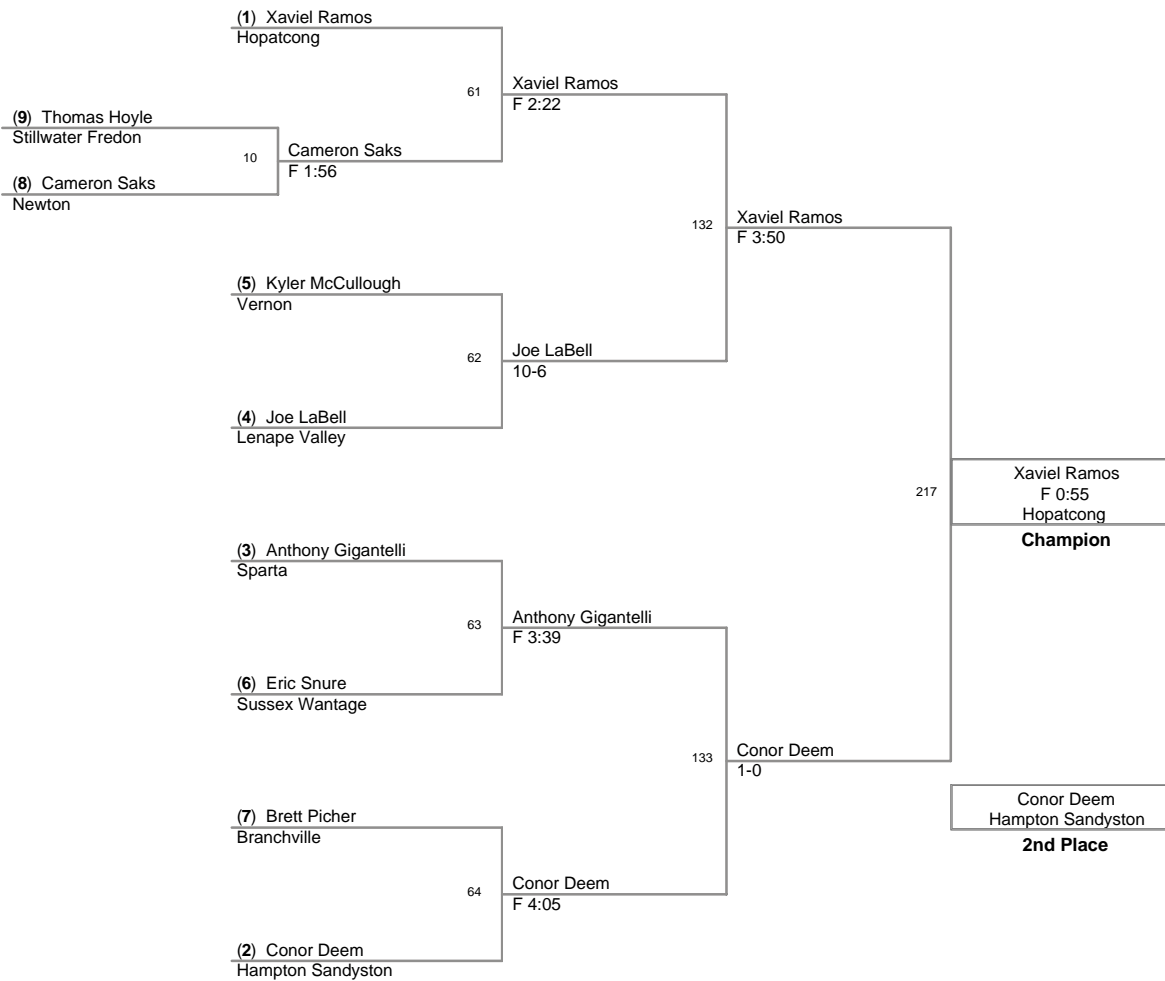 (1) Xaviel Ramos
Hopatcong
61
Xaviel Ramos
F 2:22
(9) Thomas Hoyle
Stillwater Fredon
10
Cameron Saks
F 1:56
(8) Cameron Saks
Newton
132
Xaviel Ramos
F 3:50
(5) Kyler McCullough
Vernon
62
Joe LaBell
10-6
(4) Joe LaBell
Lenape Valley
217
Xaviel Ramos
F 0:55
Hopatcong
Champion
(3) Anthony Gigantelli
Sparta
63
Anthony Gigantelli
F 3:39
(6) Eric Snure
Sussex Wantage
133
Conor Deem
1-0
Conor Deem
Hampton Sandyston
2nd Place
(7) Brett Picher
Branchville
64
Conor Deem
F 4:05
(2) Conor Deem
Hampton Sandyston